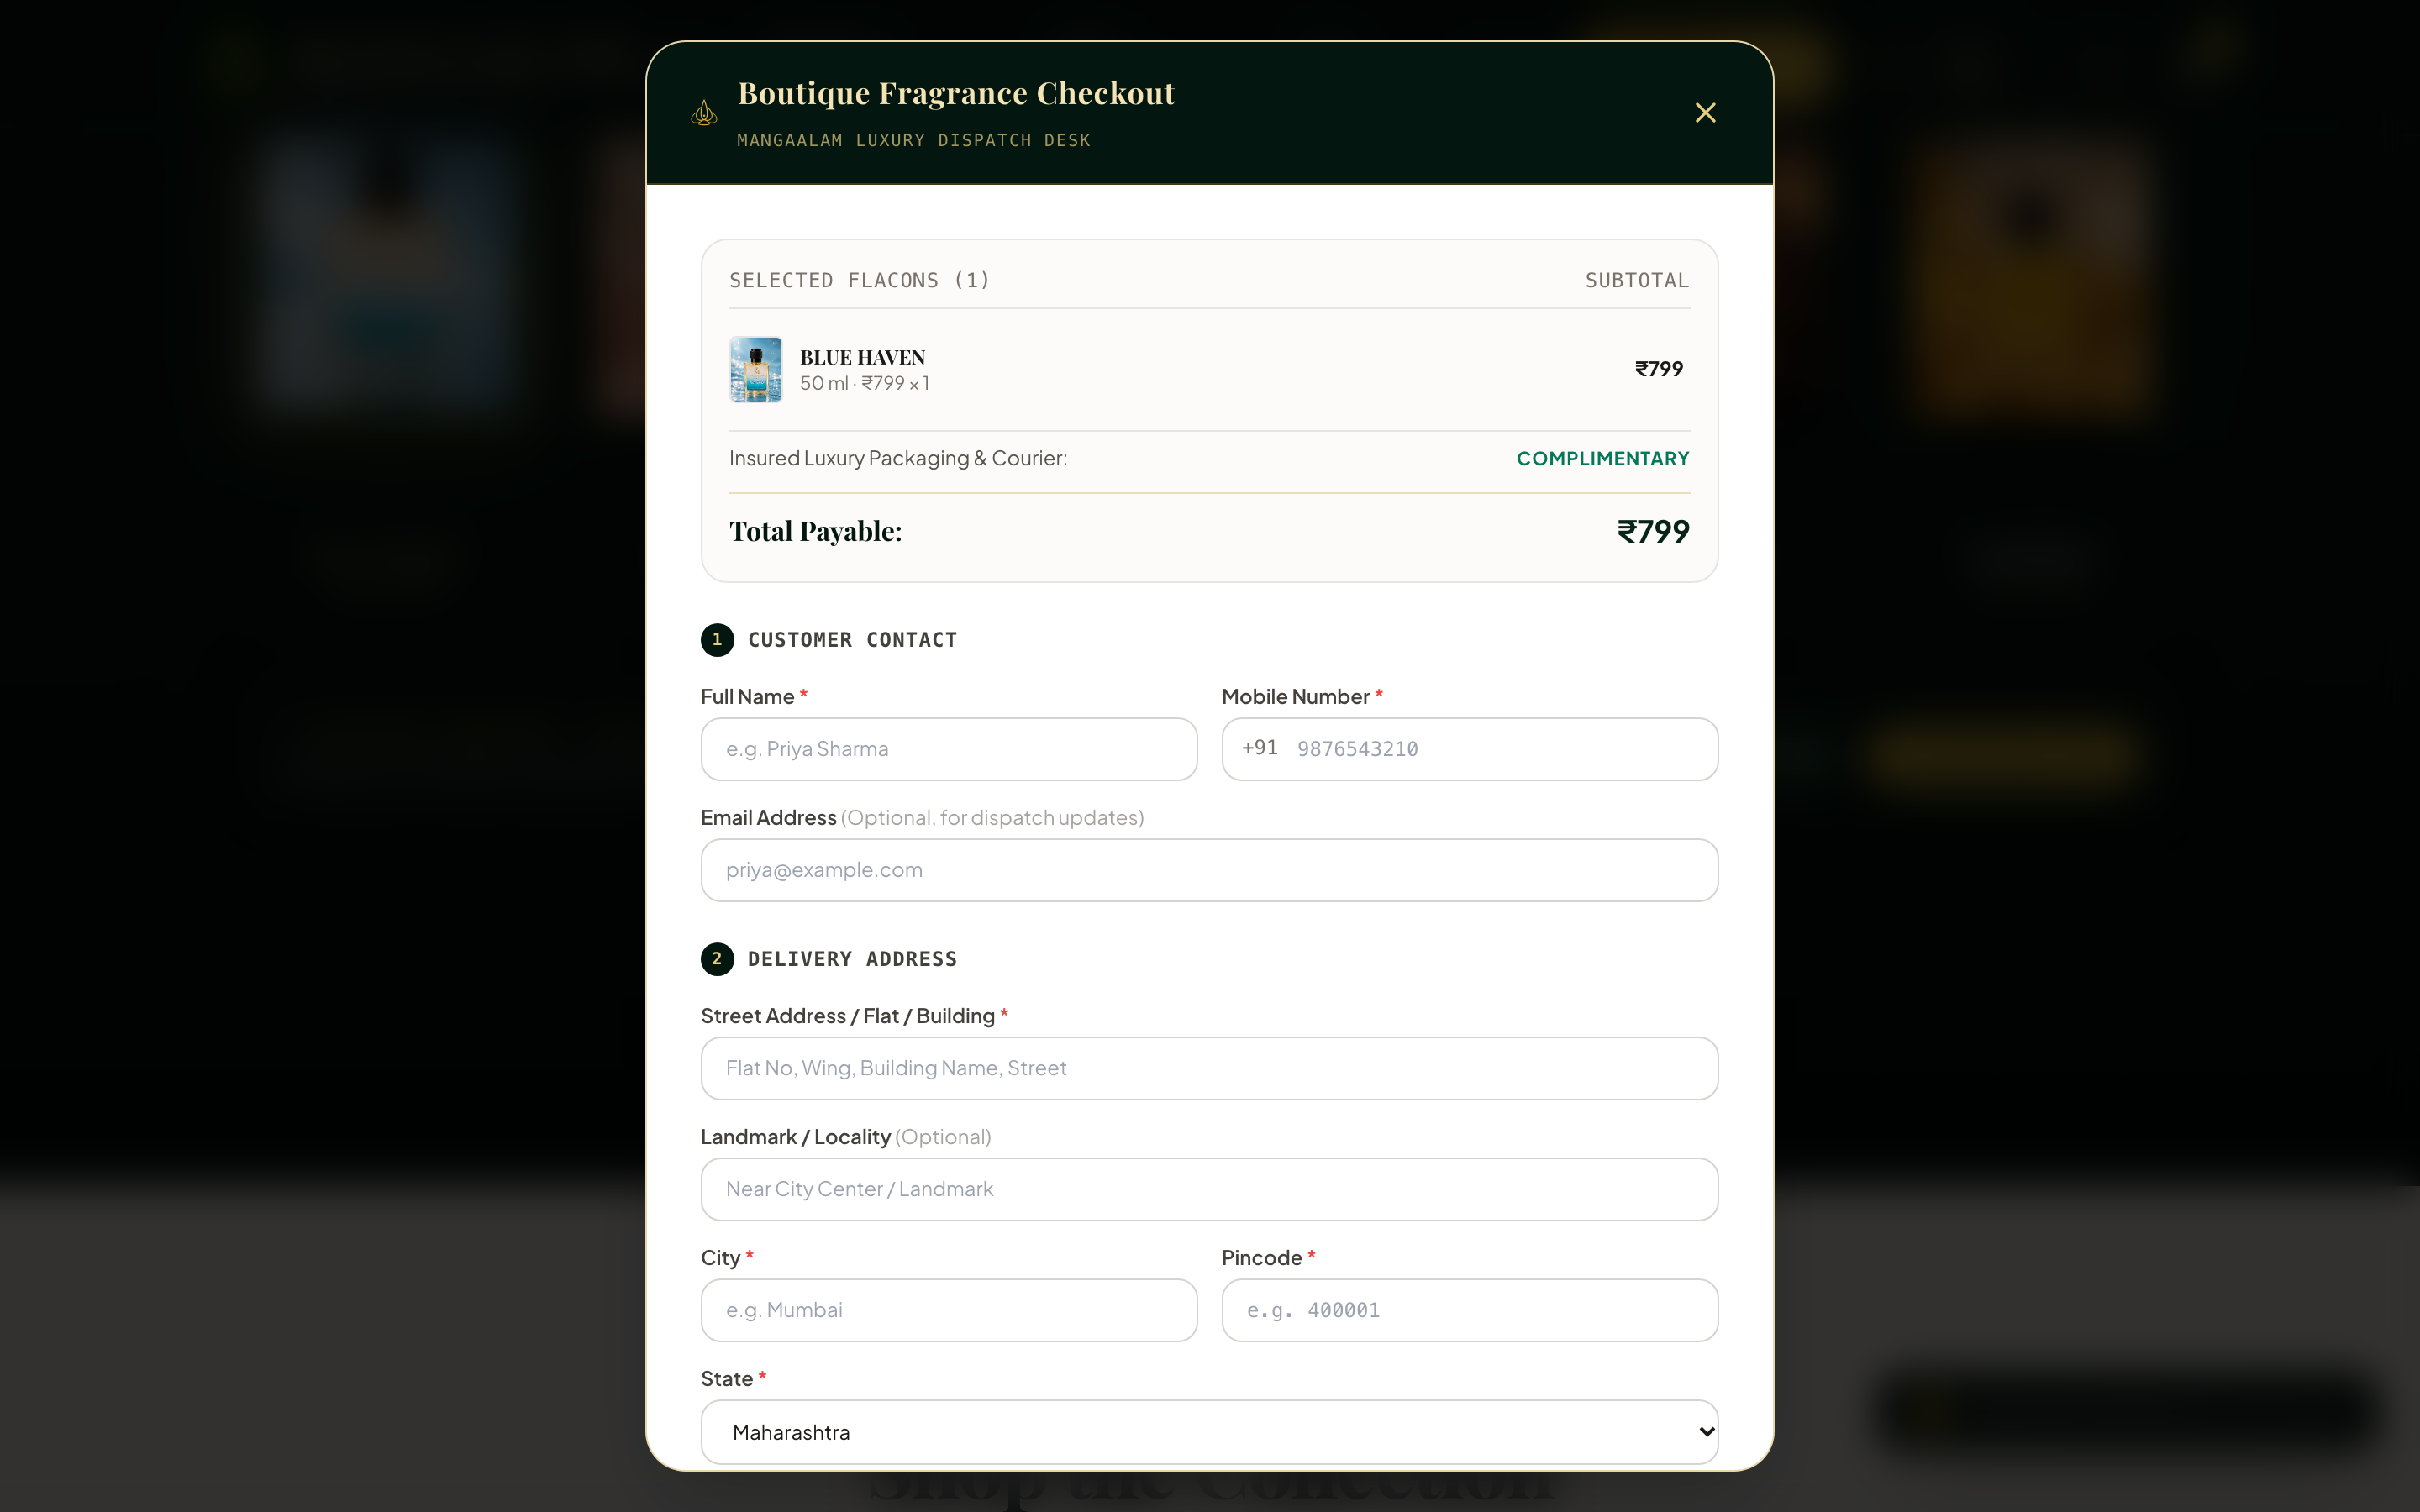 Boutique Fragrance Checkout
MANGAALAM LUXURY DISPATCH DESK
SELECTED FLACONS (1) SUBTOTAL
BLUE HAVEN
50 ml · ₹799 × 1 ₹799
Insured Luxury Packaging & Courier: COMPLIMENTARY
Total Payable: ₹799
1 CUSTOMER CONTACT
Full Name * Mobile Number *
e.g. Priya Sharma +91 9876543210
Email Address (Optional, for dispatch updates)
priya@example.com
2 DELIVERY ADDRESS
Street Address / Flat / Building *
Flat No, Wing, Building Name, Street
Landmark / Locality (Optional)
Near City Center / Landmark
City * Pincode *
e.g. Mumbai e.g. 400001
State *
Maharashtra
Shop the Collection